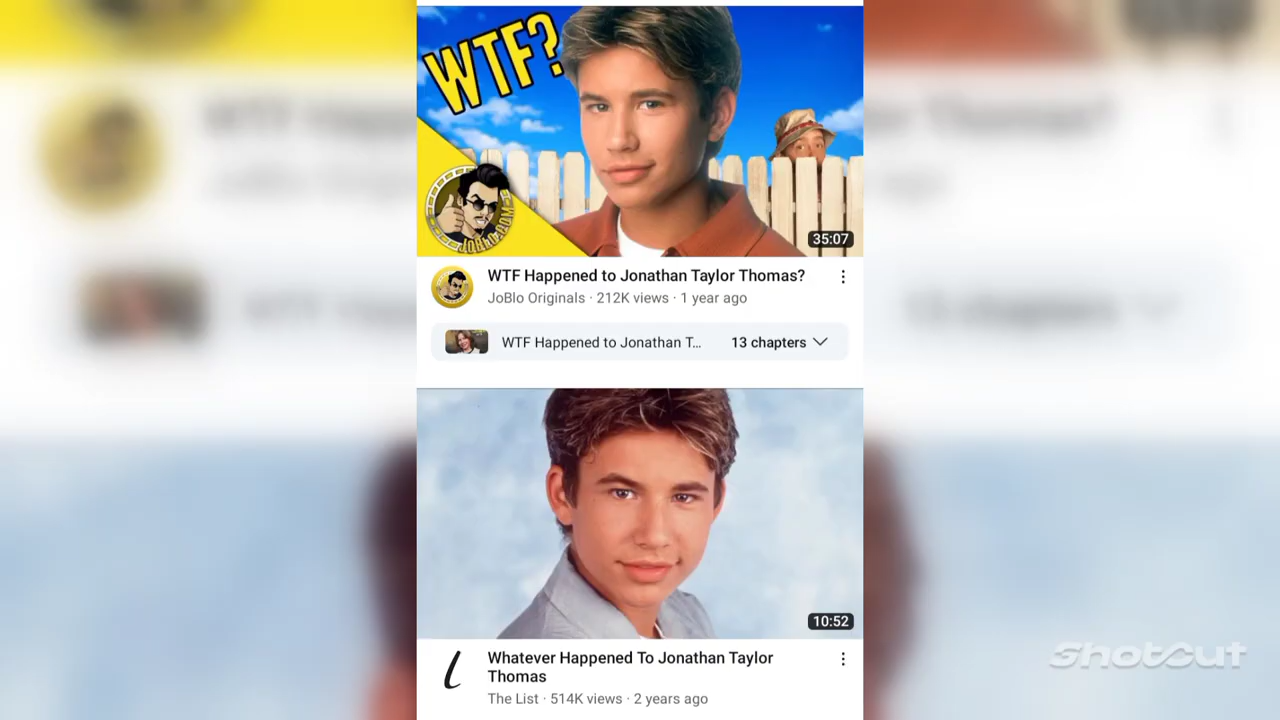 WTF?
JOBLO.COM
35:07
WTF Happened to Jonathan Taylor Thomas?
JoBlo Originals · 212K views · 1 year ago
WTF Happened to Jonathan T... 13 chapters
10:52
Whatever Happened To Jonathan Taylor
Thomas
The List · 514K views · 2 years ago
ShotCut